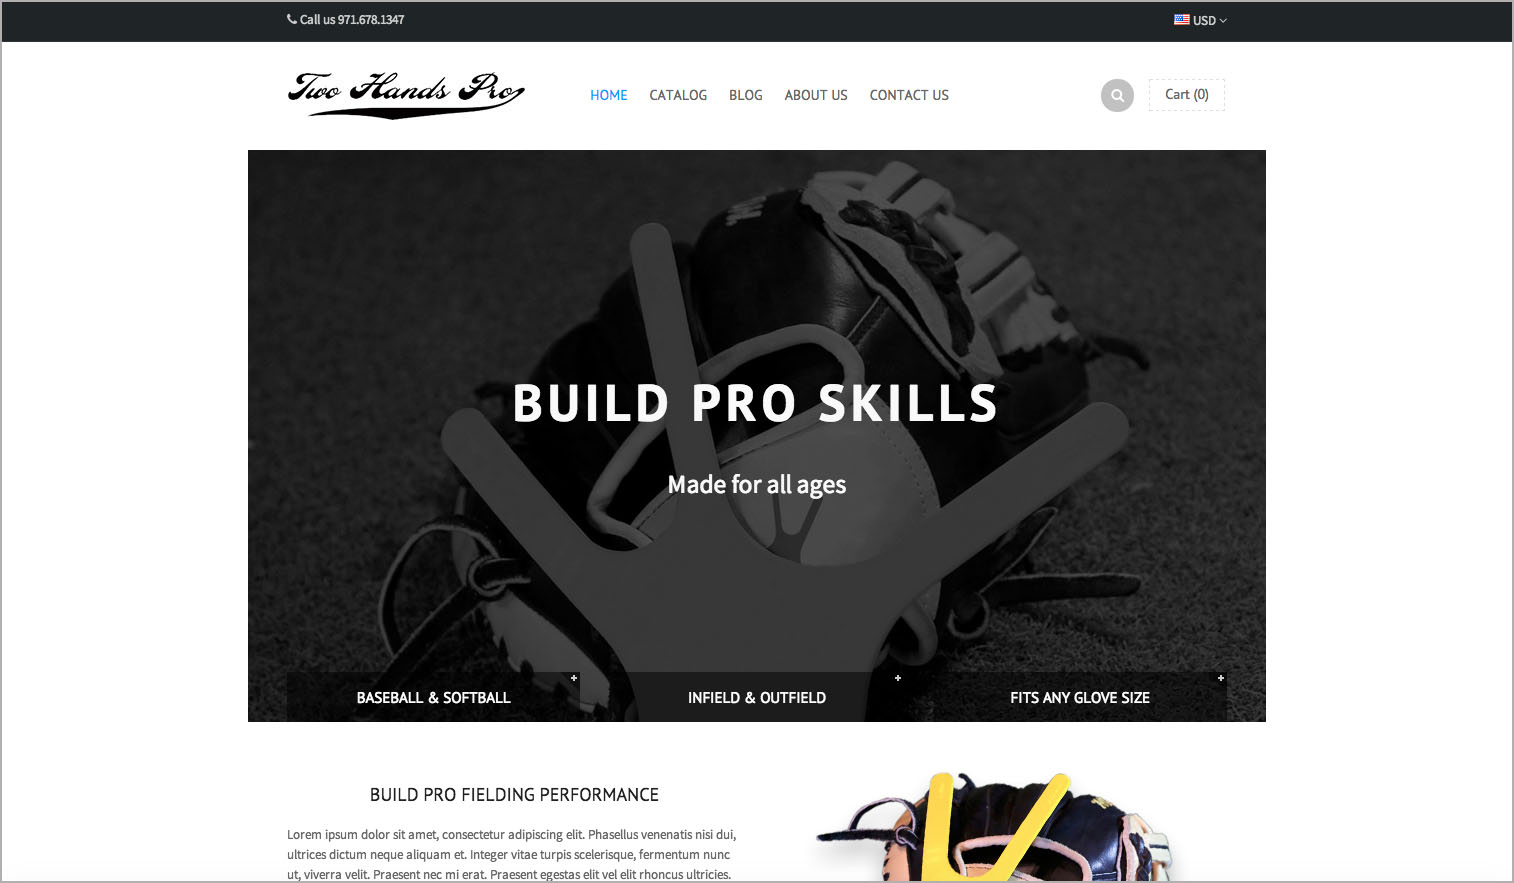 Call us 971.678.1347
USD
Two Hands Pro
HOME
CATALOG
BLOG
ABOUT US
CONTACT US
Cart (0)
BUILD PRO SKILLS
Made for all ages
BASEBALL & SOFTBALL
INFIELD & OUTFIELD
FITS ANY GLOVE SIZE
BUILD PRO FIELDING PERFORMANCE
Lorem ipsum dolor sit amet, consectetur adipiscing elit. Phasellus venenatis nisi dui,
ultrices dictum neque aliquam et. Integer vitae turpis scelerisque, fermentum nunc
ut, viverra velit. Praesent nec mi erat. Praesent egestas elit vel elit rhoncus ultricies.